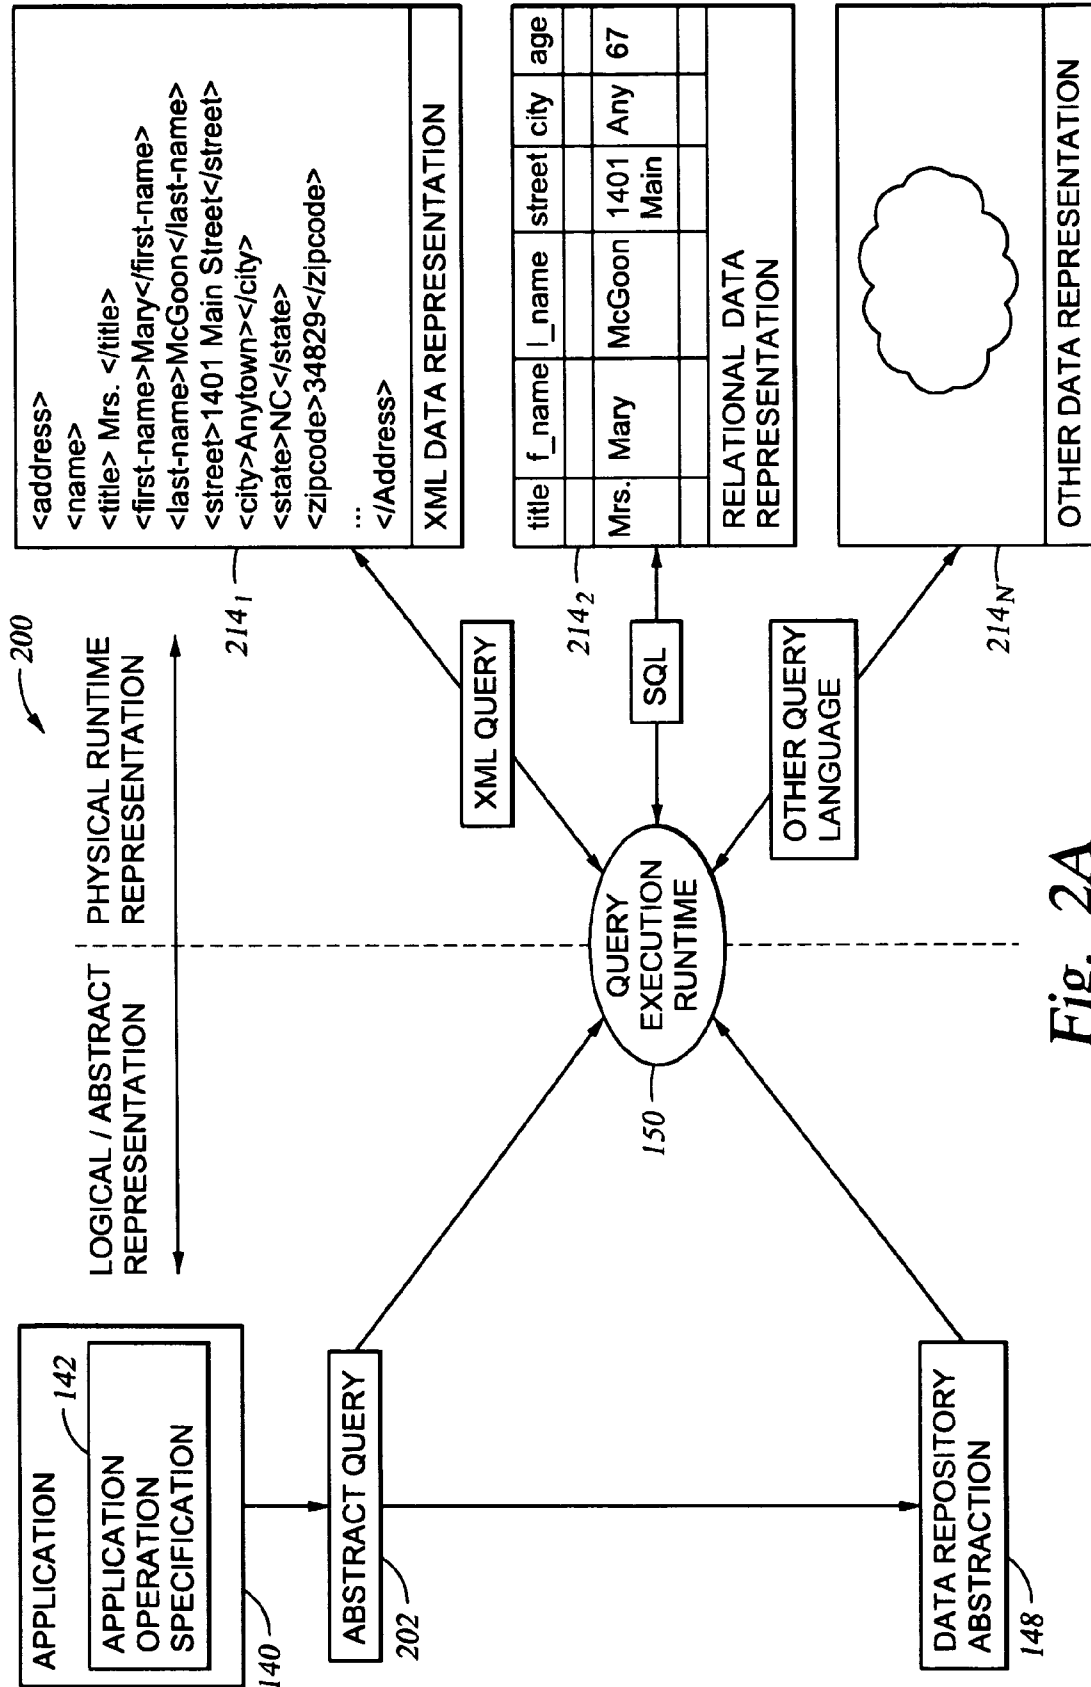 200
LOGICAL / ABSTRACT
REPRESENTATION
PHYSICAL RUNTIME
REPRESENTATION
APPLICATION
142
APPLICATION
OPERATION
SPECIFICATION
140
ABSTRACT QUERY
202
DATA REPOSITORY
ABSTRACTION
148
QUERY
EXECUTION
RUNTIME
150
XML QUERY
SQL
OTHER QUERY
LANGUAGE
<address>
<name>
<title> Mrs. </title>
<first-name>Mary</first-name>
<last-name>McGoon</last-name>
<street>1401 Main Street</street>
<city>Anytown></city>
<state>NC</state>
<zipcode>34829</zipcode>
...
</Address>
XML DATA REPRESENTATION
214₁
title f_name l_name street city age
Mrs. Mary McGoon 1401 Any 67
Main
RELATIONAL DATA
REPRESENTATION
214₂
OTHER DATA REPRESENTATION
214N
Fig. 2A